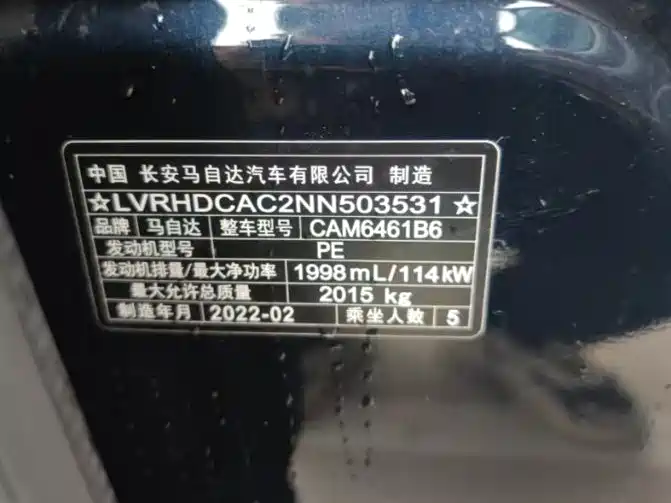 中国 长安马自达汽车有限公司 制造
☆LVRHDCAC2NN503531☆
品牌 马自达 整车型号 CAM6461B6
发动机型号 PE
发动机排量/最大净功率 1998mL/114kW
最大允许总质量 2015 kg
制造年月 2022-02 乘坐人数 5